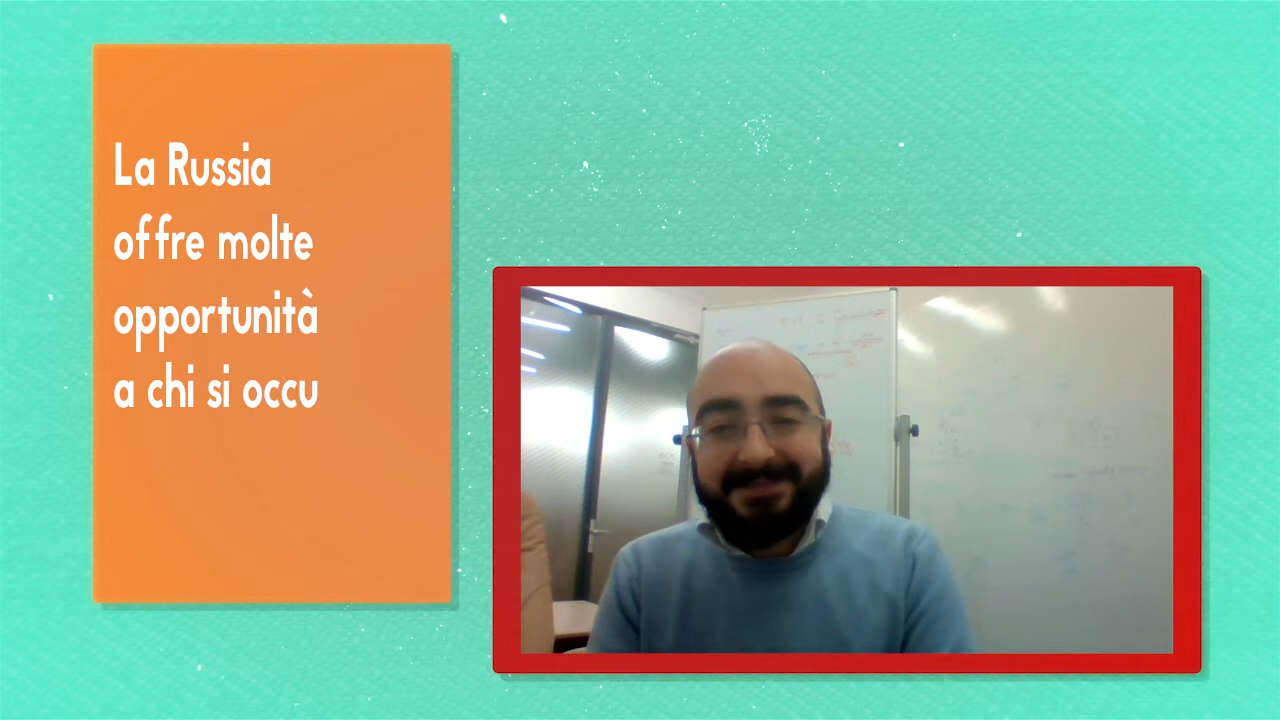 La Russia
offre molte
opportunità
a chi si occu